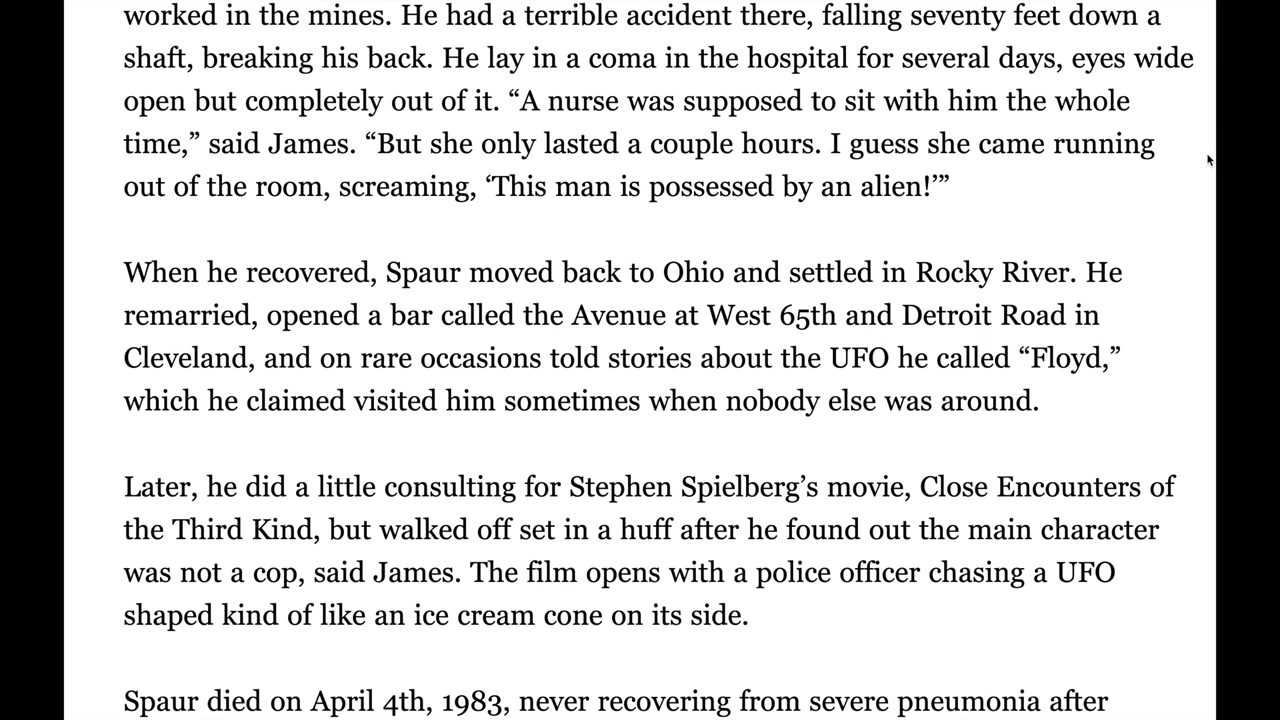 worked in the mines. He had a terrible accident there, falling seventy feet down a
shaft, breaking his back. He lay in a coma in the hospital for several days, eyes wide
open but completely out of it. “A nurse was supposed to sit with him the whole
time,” said James. “But she only lasted a couple hours. I guess she came running
out of the room, screaming, ‘This man is possessed by an alien!’”
When he recovered, Spaur moved back to Ohio and settled in Rocky River. He
remarried, opened a bar called the Avenue at West 65th and Detroit Road in
Cleveland, and on rare occasions told stories about the UFO he called “Floyd,”
which he claimed visited him sometimes when nobody else was around.
Later, he did a little consulting for Stephen Spielberg’s movie, Close Encounters of
the Third Kind, but walked off set in a huff after he found out the main character
was not a cop, said James. The film opens with a police officer chasing a UFO
shaped kind of like an ice cream cone on its side.
Spaur died on April 4th, 1983, never recovering from severe pneumonia after